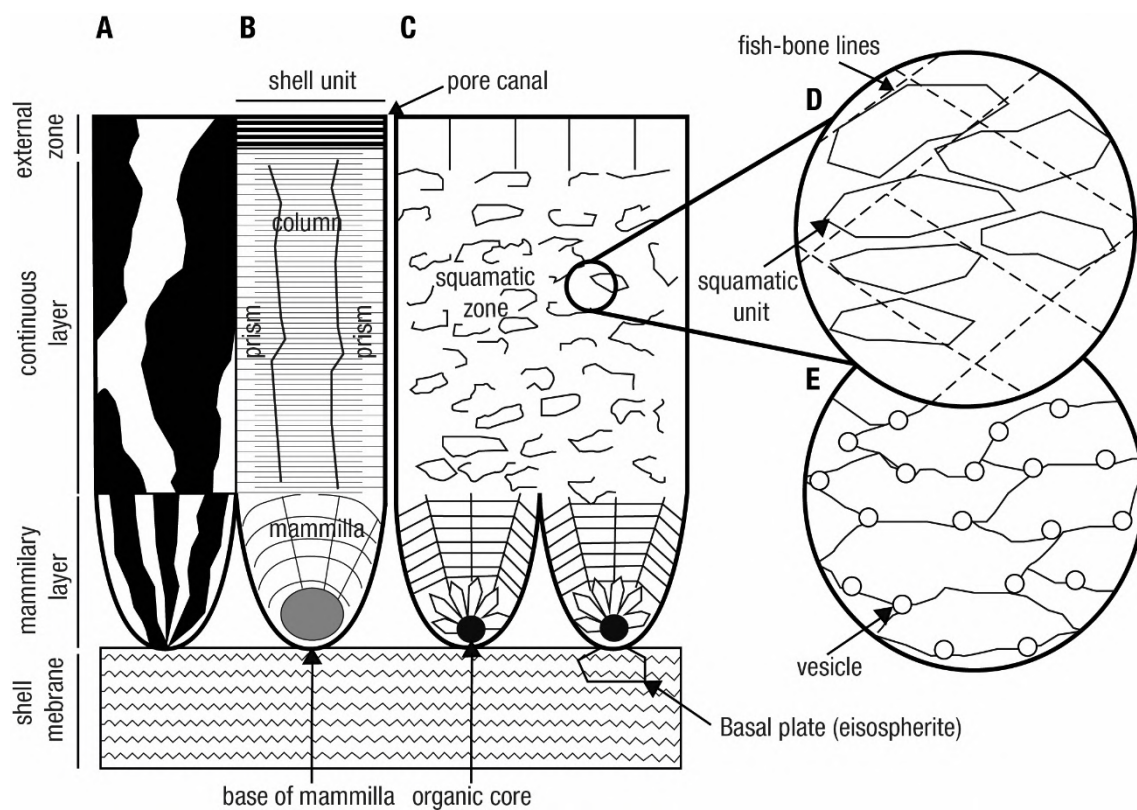 A
B
C
shell unit
pore canal
fish-bone lines
D
external
zone
column
squamatic
zone
prism
prism
continuous
layer
squamatic
unit
E
mammilla
mammilary
layer
vesicle
shell
mebrane
Basal plate (eisospherite)
base of mammilla
organic core